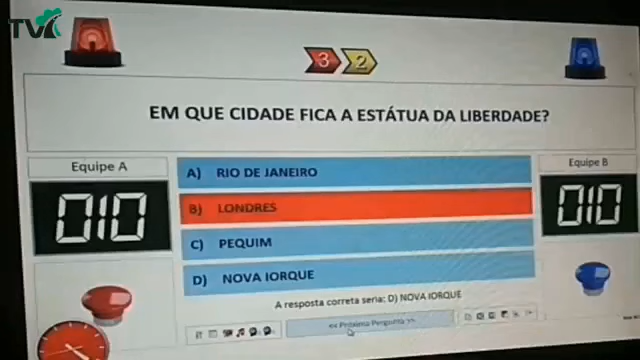 TVK
3 2
EM QUE CIDADE FICA A ESTÁTUA DA LIBERDADE?
Equipe A
Equipe B
A) RIO DE JANEIRO
B) LONDRES
C) PEQUIM
D) NOVA IORQUE
010
010
A resposta correta seria: D) NOVA IORQUE
<< Próxima Pergunta >>